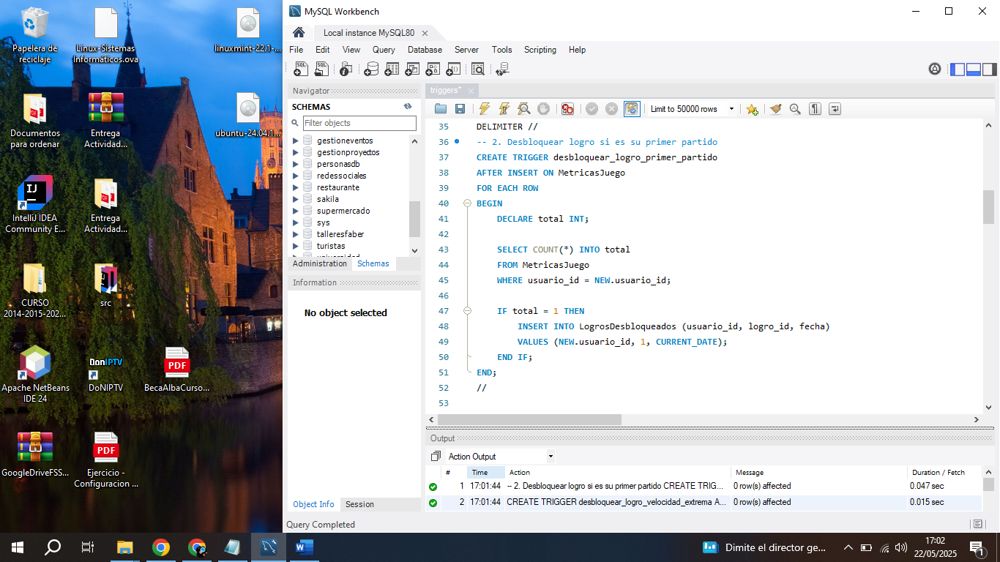 Papelera de
reciclaje
Linux-Sistemas
Informáticos.ova
linuxmint-22.1-...
Documentos
para ordenar
Entrega
Actividad...
ubuntu-24.04.1...
IntelliJ IDEA
Community E...
Entrega
Actividad...
CURSO
2014-2015-202...
src
Apache NetBeans
IDE 24
DonIPTV
DoNIPTV
PDF
BecaAlbaCurso...
GoogleDriveFSS...
PDF
Ejercicio -
Configuracion ...
MySQL Workbench
Local instance MySQL80
File Edit View Query Database Server Tools Scripting Help
Navigator
SCHEMAS
Filter objects
gestioneventos
gestionproyectos
personasdb
redessociales
restaurante
sakila
supermercado
sys
talleresfaber
turistas
universidad
Administration Schemas
Information
No object selected
Object Info Session
triggers*
Limit to 50000 rows
35 DELIMITER //
36 -- 2. Desbloquear logro si es su primer partido
37 CREATE TRIGGER desbloquear_logro_primer_partido
38 AFTER INSERT ON MetricasJuego
39 FOR EACH ROW
40 BEGIN
41 DECLARE total INT;
42
43 SELECT COUNT(*) INTO total
44 FROM MetricasJuego
45 WHERE usuario_id = NEW.usuario_id;
46
47 IF total = 1 THEN
48 INSERT INTO LogrosDesbloqueados (usuario_id, logro_id, fecha)
49 VALUES (NEW.usuario_id, 1, CURRENT_DATE);
50 END IF;
51 END;
52 //
53
Output
Action Output
# Time Action Message Duration / Fetch
1 17:01:44 -- 2. Desbloquear logro si es su primer partido CREATE TRIG... 0 row(s) affected 0.047 sec
2 17:01:44 CREATE TRIGGER desbloquear_logro_velocidad_extrema A... 0 row(s) affected 0.015 sec
Query Completed
Dimite el director ge...
17:02
22/05/2025
1